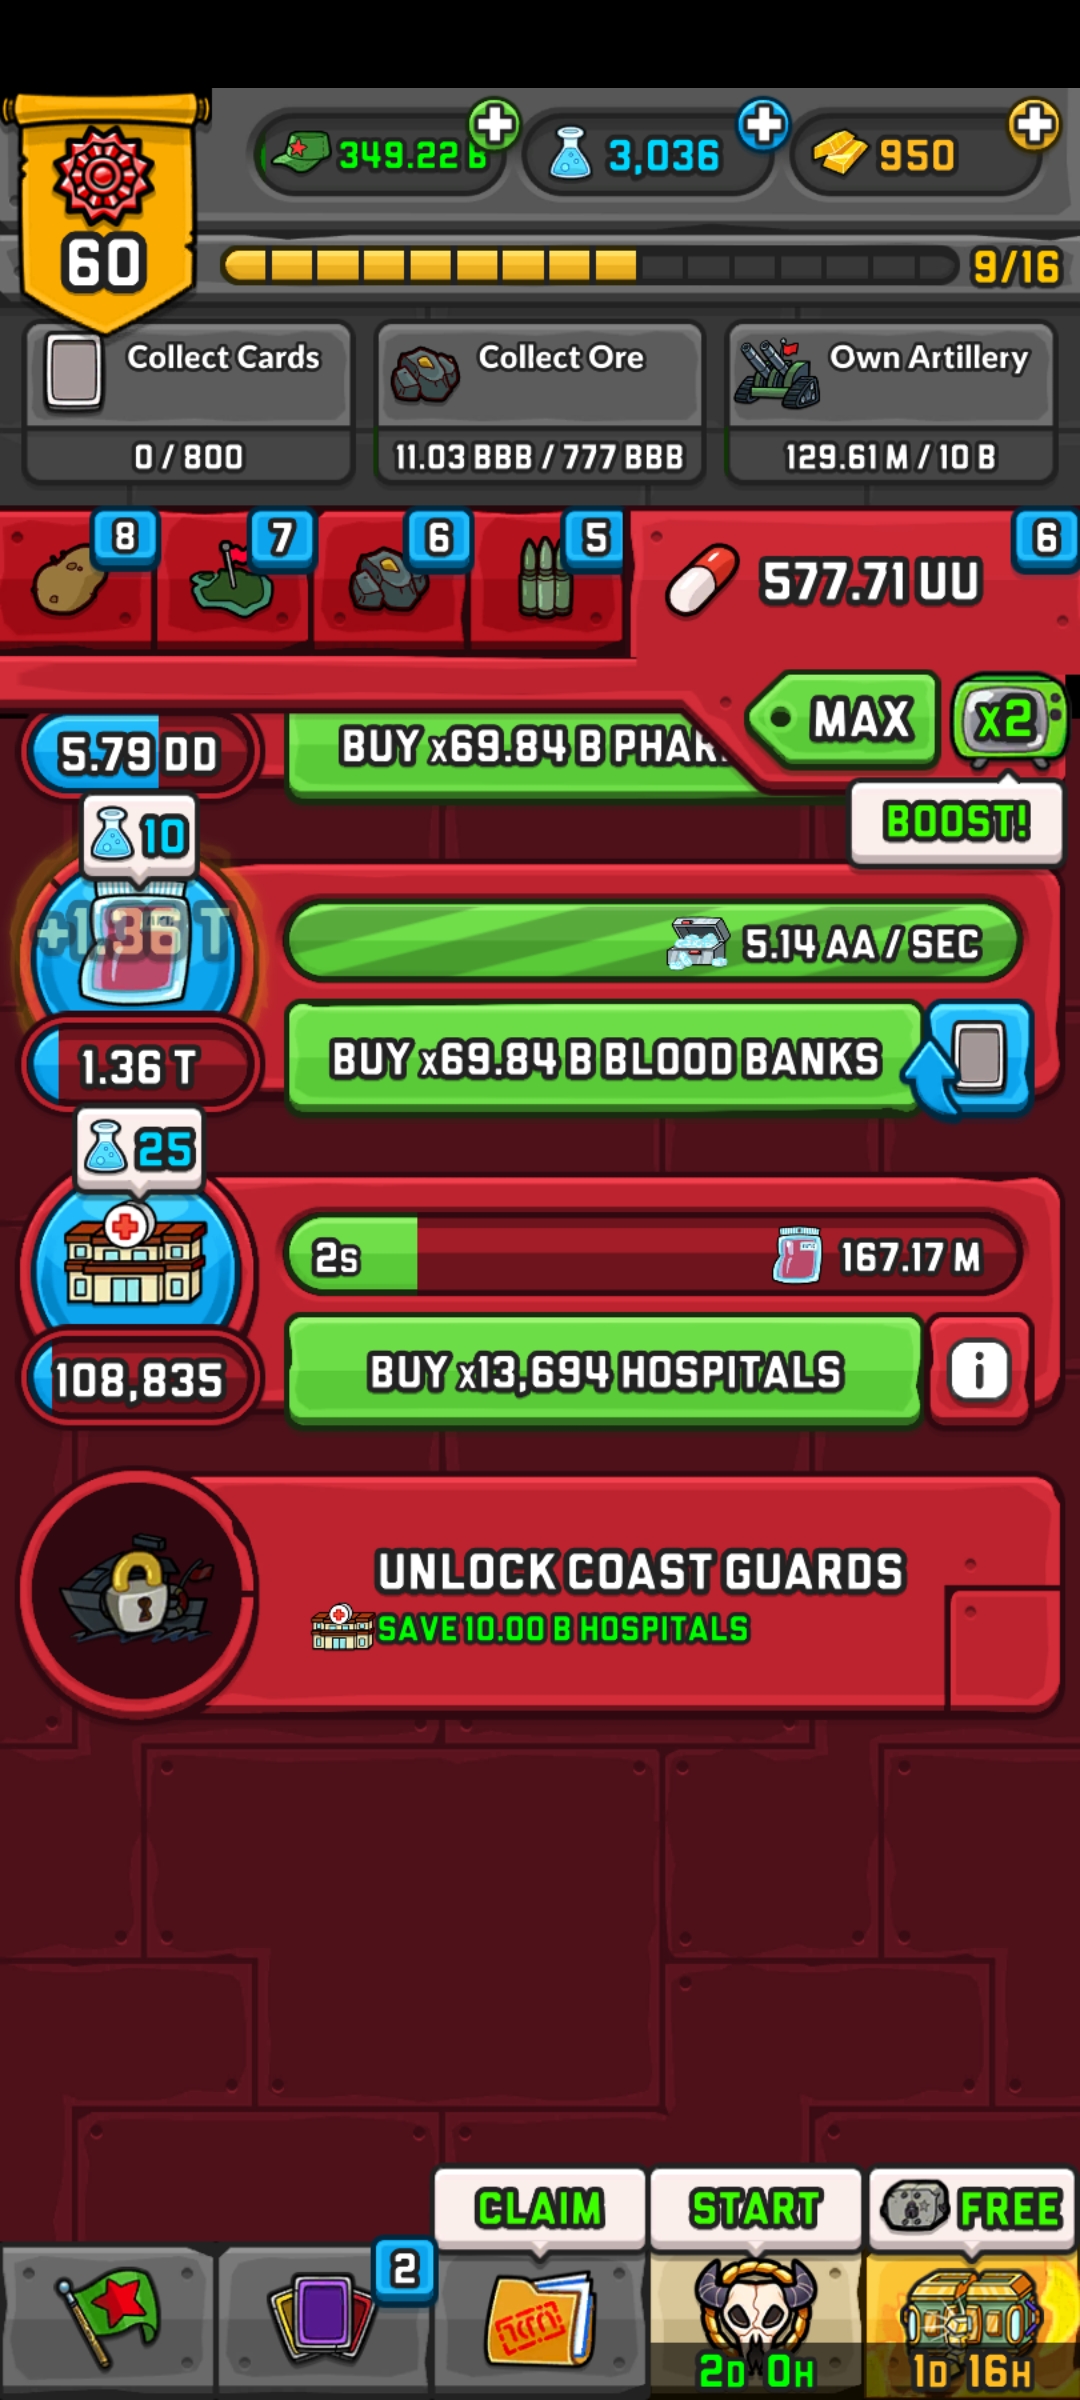 349.22 B
3,036
950
60
9/16
Collect Cards
0 / 800
Collect Ore
11.03 BBB / 777 BBB
Own Artillery
129.61 M / 10 B
8
7
6
5
577.71 UU
6
MAX
x2
BOOST!
5.79 DD
BUY x69.84 B PHAR
10
+1.36 T
5.14 AA / SEC
1.36 T
BUY x69.84 B BLOOD BANKS
25
2s
167.17 M
108,835
BUY x13,694 HOSPITALS
i
UNLOCK COAST GUARDS
SAVE 10.00 B HOSPITALS
CLAIM
START
FREE
2
2D 0H
1D 16H